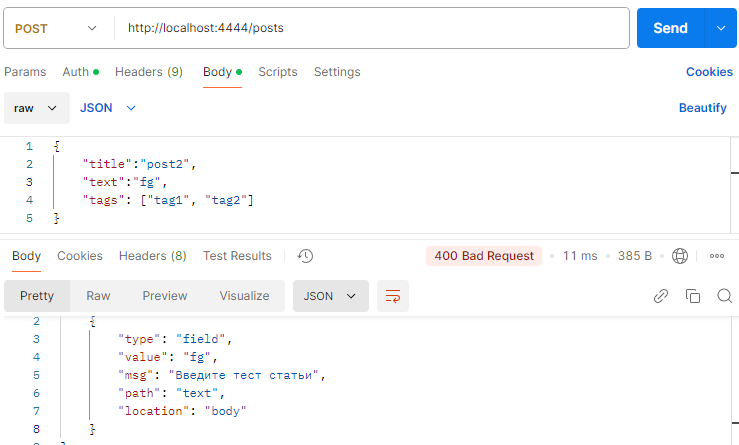 POST http://localhost:4444/posts Send
Params Auth Headers (9) Body Scripts Settings Cookies
raw JSON Beautify
1 {
2 "title":"post2",
3 "text":"fg",
4 "tags": ["tag1", "tag2"]
5 }
Body Cookies Headers (8) Test Results 400 Bad Request 11 ms 385 B
Pretty Raw Preview Visualize JSON
2 {
3 "type": "field",
4 "value": "fg",
5 "msg": "Введите тест статьи",
6 "path": "text",
7 "location": "body"
8 }